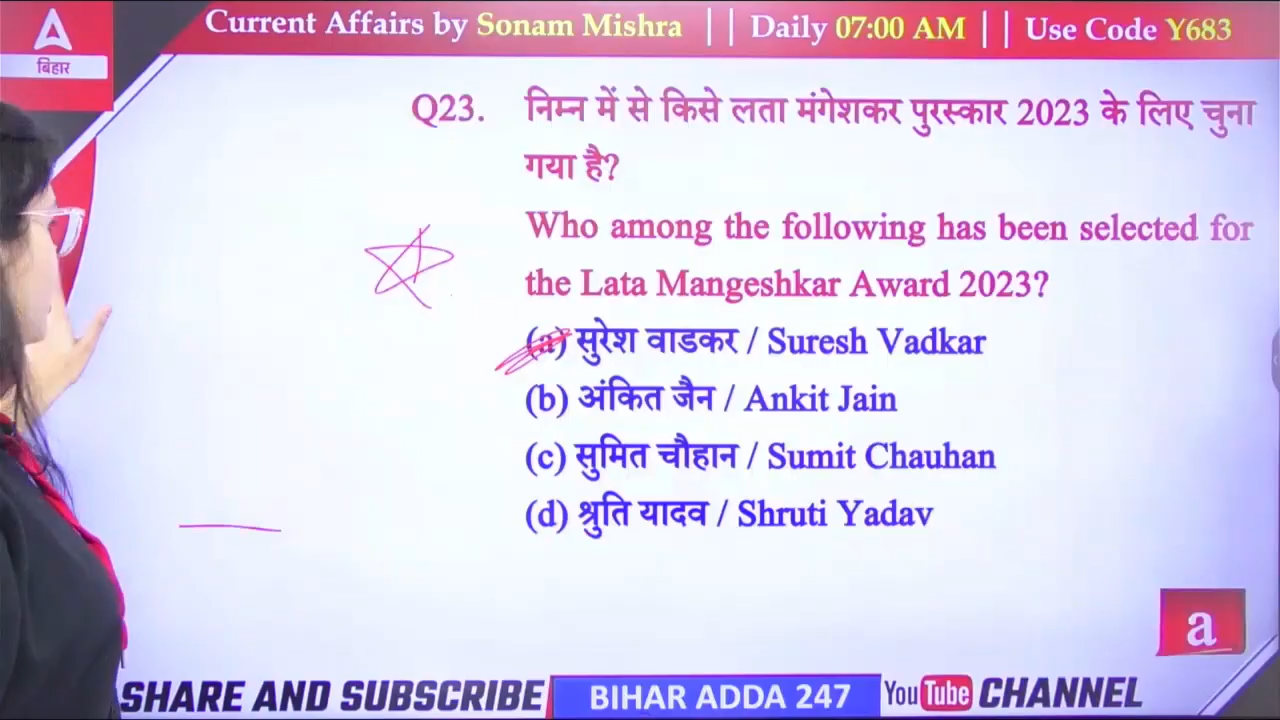 Current Affairs by Sonam Mishra || Daily 07:00 AM || Use Code Y683
A
बिहार
Q23. निम्न में से किसे लता मंगेशकर पुरस्कार 2023 के लिए चुना
गया है?
Who among the following has been selected for
the Lata Mangeshkar Award 2023?
(a) सुरेश वाडकर / Suresh Vadkar
(b) अंकित जैन / Ankit Jain
(c) सुमित चौहान / Sumit Chauhan
(d) श्रुति यादव / Shruti Yadav
a
SHARE AND SUBSCRIBE BIHAR ADDA 247 YouTube CHANNEL